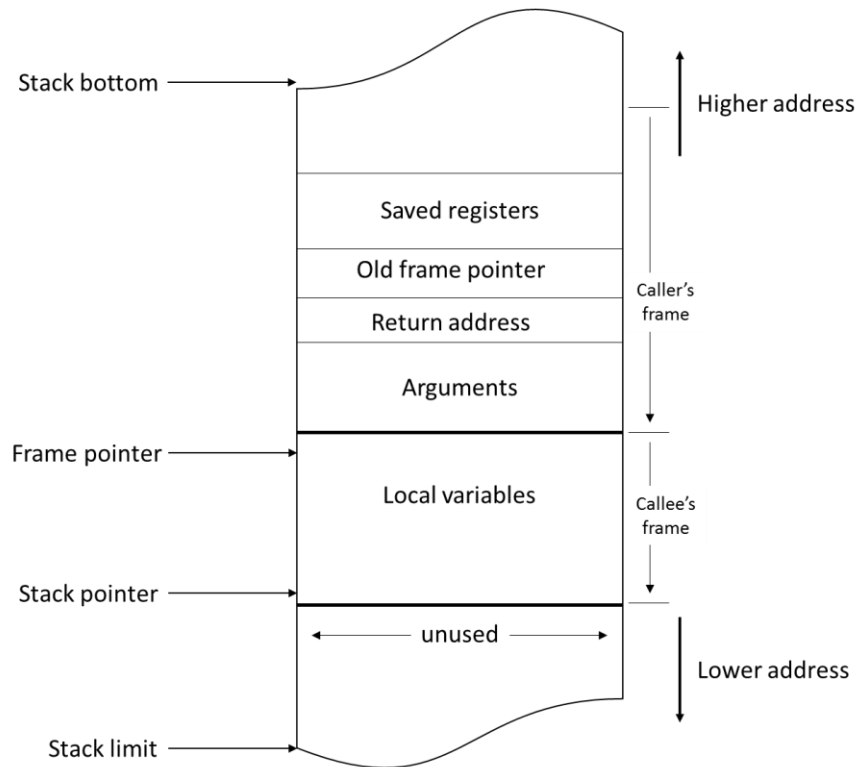 Stack bottom
Higher address
Saved registers
Old frame pointer
Caller's
frame
Return address
Arguments
Frame pointer
Local variables
Callee's
frame
Stack pointer
unused
Lower address
Stack limit